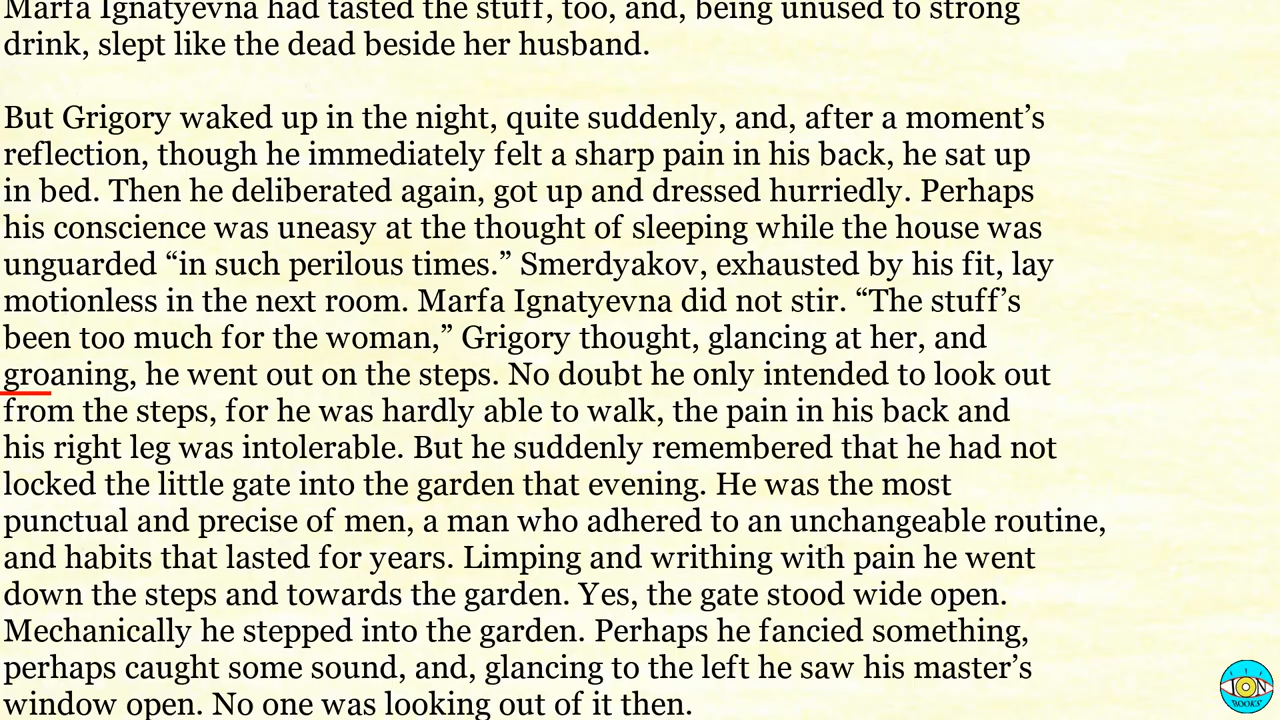 Marfa Ignatyevna had tasted the stuff, too, and, being unused to strong
drink, slept like the dead beside her husband.
But Grigory waked up in the night, quite suddenly, and, after a moment’s
reflection, though he immediately felt a sharp pain in his back, he sat up
in bed. Then he deliberated again, got up and dressed hurriedly. Perhaps
his conscience was uneasy at the thought of sleeping while the house was
unguarded “in such perilous times.” Smerdyakov, exhausted by his fit, lay
motionless in the next room. Marfa Ignatyevna did not stir. “The stuff’s
been too much for the woman,” Grigory thought, glancing at her, and
groaning, he went out on the steps. No doubt he only intended to look out
from the steps, for he was hardly able to walk, the pain in his back and
his right leg was intolerable. But he suddenly remembered that he had not
locked the little gate into the garden that evening. He was the most
punctual and precise of men, a man who adhered to an unchangeable routine,
and habits that lasted for years. Limping and writhing with pain he went
down the steps and towards the garden. Yes, the gate stood wide open.
Mechanically he stepped into the garden. Perhaps he fancied something,
perhaps caught some sound, and, glancing to the left he saw his master’s
window open. No one was looking out of it then.
ION
BOOKS